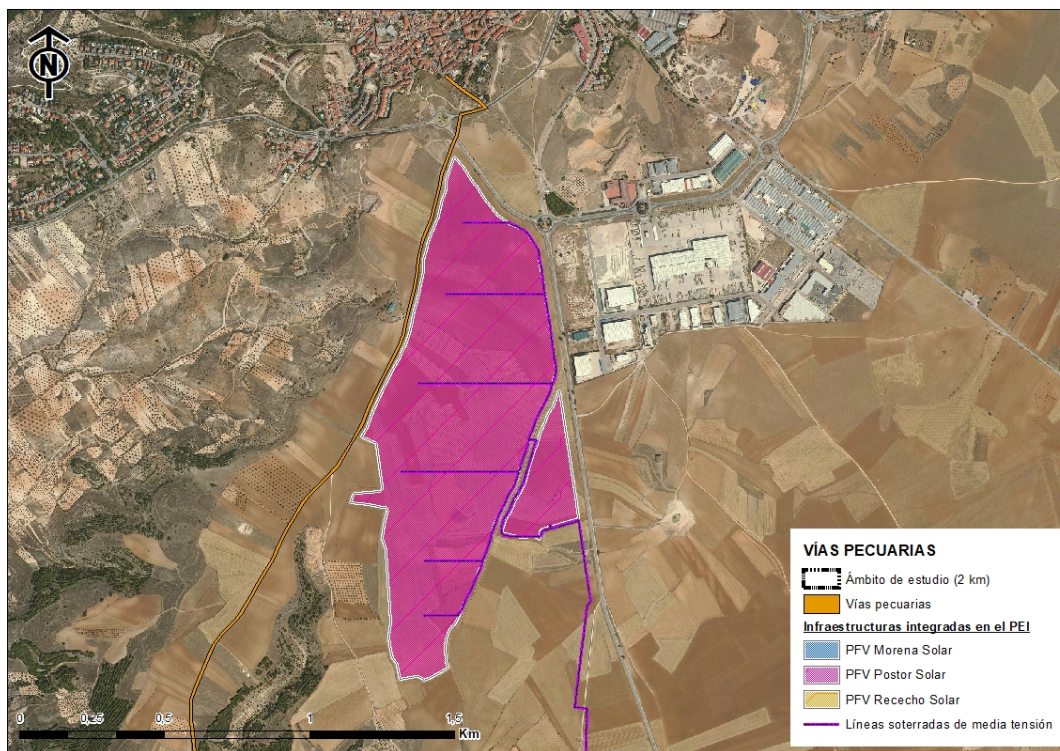 N
VÍAS PECUARIAS
Ámbito de estudio (2 km)
Vías pecuarias
Infraestructuras integradas en el PEI
PFV Morena Solar
PFV Postor Solar
PFV Rececho Solar
Líneas soterradas de media tensión
0 0,25 0,5 1 1,5
Km